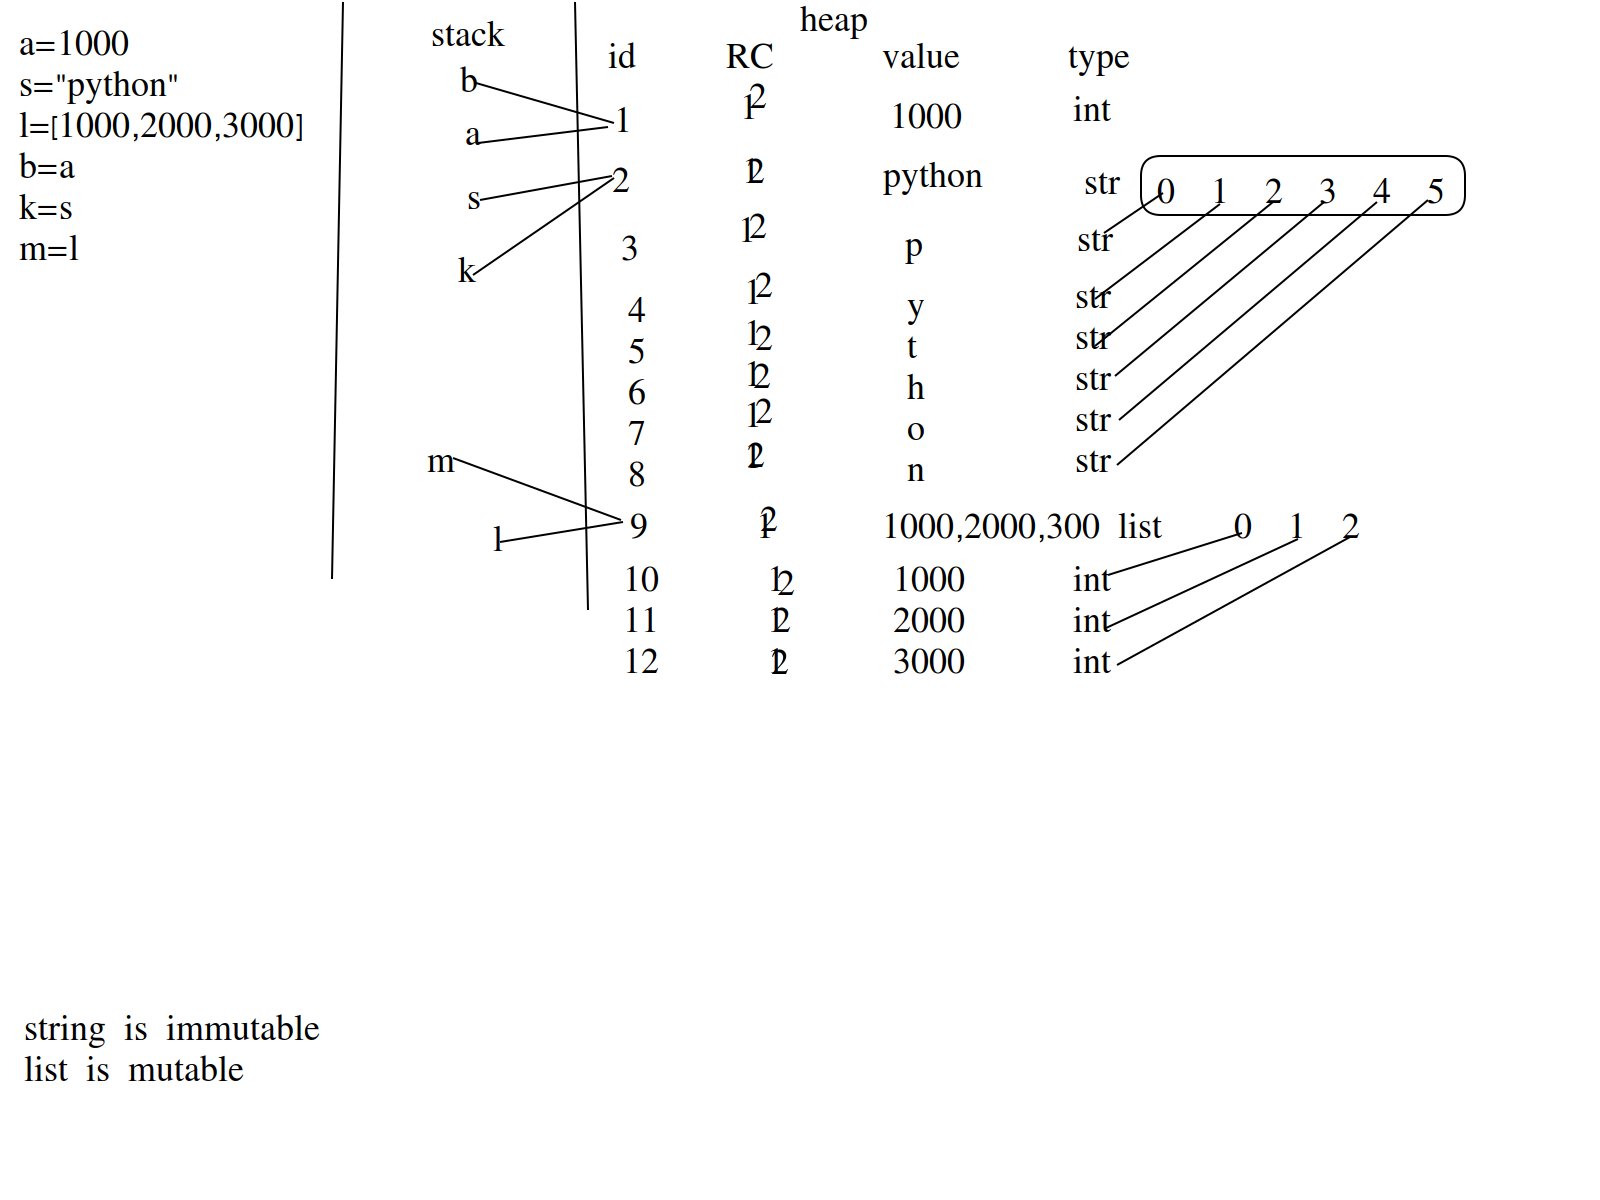 a=1000
s="python"
l=[1000,2000,3000]
b=a
k=s
m=l
stack
b
a
s
k
m
l
heap
id RC value type
1 1 2 1000 int
2 1 2 python str 0 1 2 3 4 5
3 1 2 p str
4 1 2 y str
5 1 2 t str
6 1 2 h str
7 1 2 o str
8 1 2 n str
9 1 2 1000,2000,300 list 0 1 2
10 1 2 1000 int
11 1 2 2000 int
12 1 2 3000 int
string is immutable
list is mutable